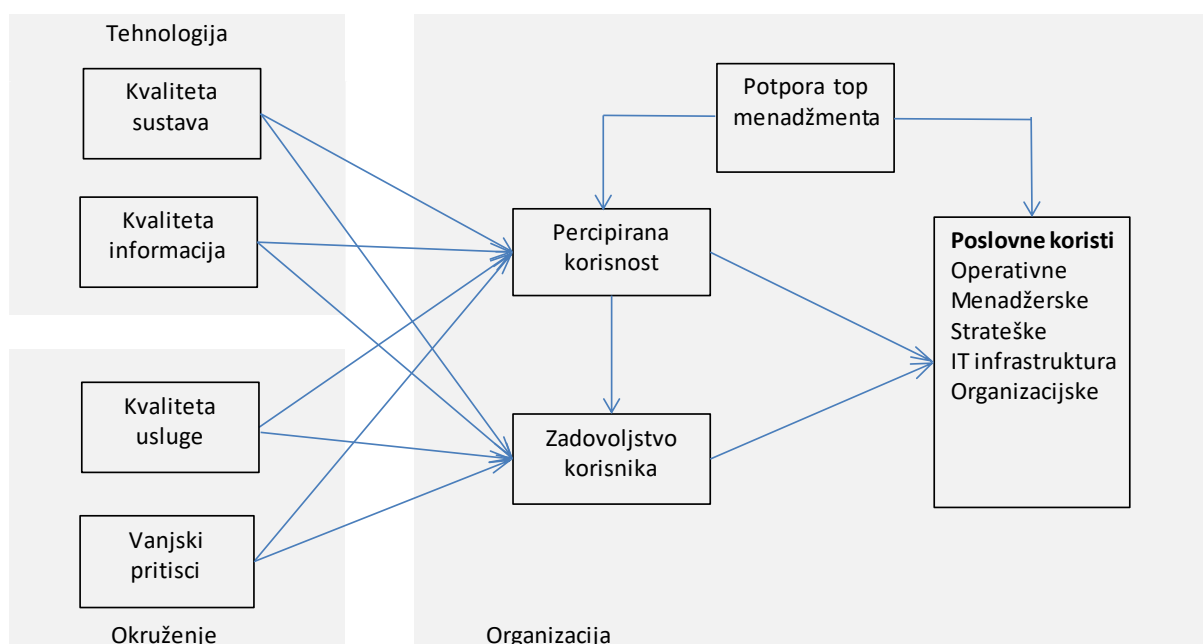 Tehnologija
Kvaliteta
sustava
Kvaliteta
informacija
Kvaliteta
usluge
Vanjski
pritisci
Okruženje
Potpora top
menadžmenta
Percipirana
korisnost
Zadovoljstvo
korisnika
Poslovne koristi
Operativne
Menadžerske
Strateške
IT infrastruktura
Organizacijske
Organizacija